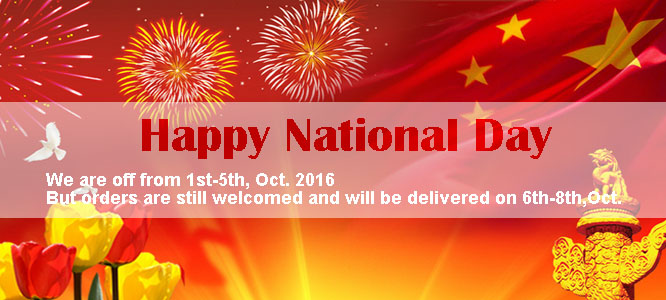 Happy National Day
We are off from 1st-5th, Oct. 2016
But orders are still welcomed and will be delivered on 6th-8th,Oct.